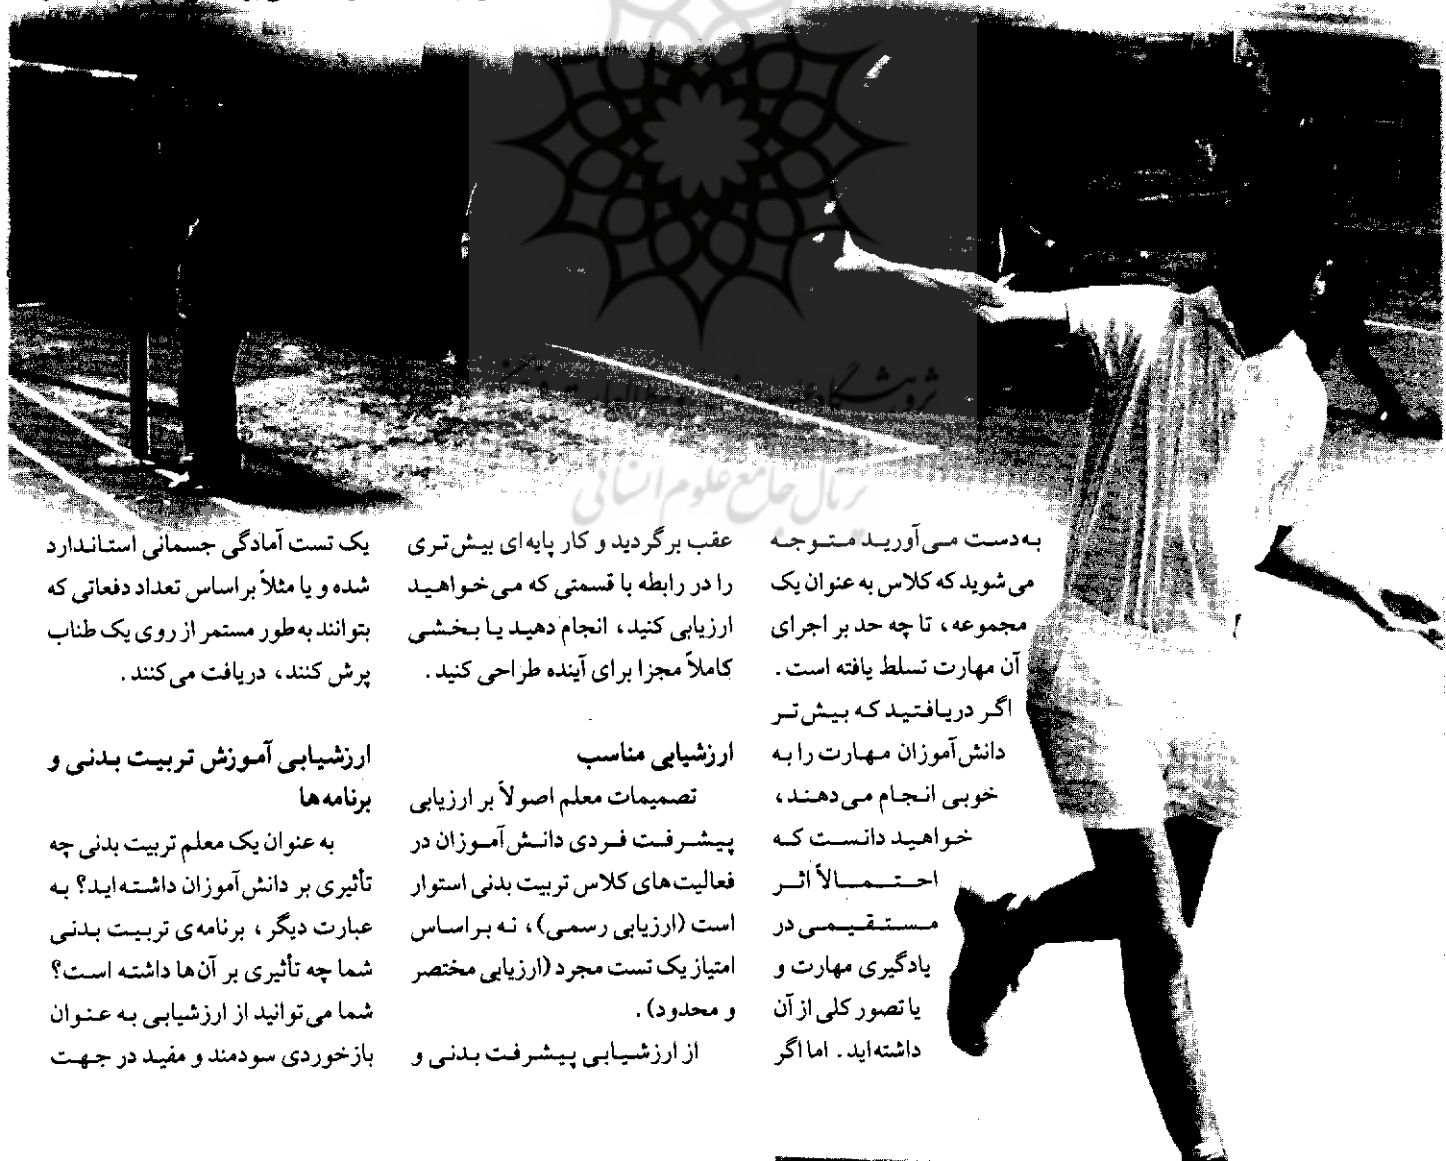 به‌دست می‌آورید متوجه
می‌شوید که کلاس به عنوان یک
مجموعه، تا چه حد بر اجرای
آن مهارت تسلط یافته است.
اگر دریافتید که بیش‌تر
دانش‌آموزان مهارت را به
خوبی انجام می‌دهند،
خواهید دانست که
احتمالاً اثر
مستقیمی در
یادگیری مهارت و
یا تصور کلی از آن
داشته‌اید. اما اگر
عقب برگردید و کار پایه‌ای بیش‌تری
را در رابطه با قسمتی که می‌خواهید
ارزیابی کنید، انجام دهید یا بخشی
کاملاً مجزا برای آینده طراحی کنید.
ارزشیابی مناسب
تصمیمات معلم اصولاً بر ارزیابی
پیشرفت فردی دانش‌آموزان در
فعالیت‌های کلاس تربیت بدنی استوار
است (ارزیابی رسمی)، نه براساس
امتیاز یک تست مجرد (ارزیابی مختصر
و محدود).
از ارزشیابی پیشرفت بدنی و
یک تست آمادگی جسمانی استاندارد
شده و یا مثلاً براساس تعداد دفعاتی که
بتوانند به‌طور مستمر از روی یک طناب
پرش کنند، دریافت می‌کنند.
ارزشیابی آموزش تربیت بدنی و
برنامه‌ها
به عنوان یک معلم تربیت بدنی چه
تأثیری بر دانش‌آموزان داشته‌اید؟ به
عبارت دیگر، برنامه‌ی تربیت بدنی
شما چه تأثیری بر آن‌ها داشته است؟
شما می‌توانید از ارزشیابی به عنوان
بازخوردی سودمند و مفید در جهت
پرتال جامع علوم انسانی